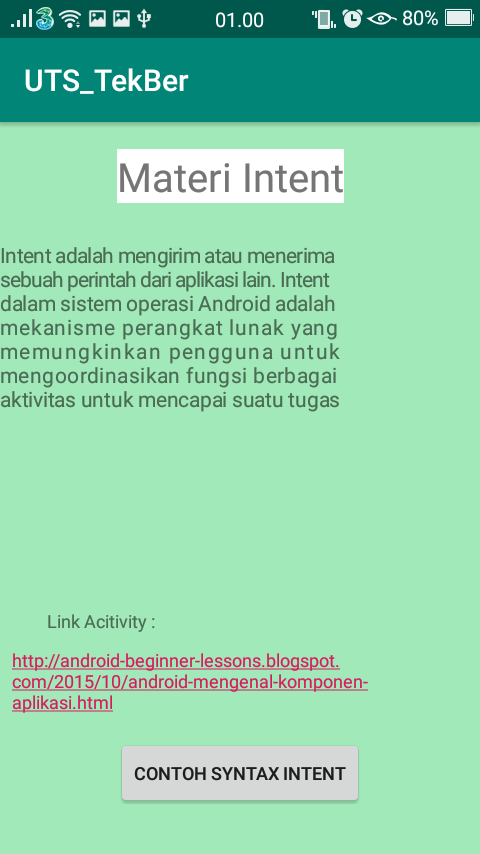 01.00
80%
UTS_TekBer
Materi Intent
Intent adalah mengirim atau menerima
sebuah perintah dari aplikasi lain. Intent
dalam sistem operasi Android adalah
mekanisme perangkat lunak yang
memungkinkan pengguna untuk
mengoordinasikan fungsi berbagai
aktivitas untuk mencapai suatu tugas
Link Acitivity :
http://android-beginner-lessons.blogspot.
com/2015/10/android-mengenal-komponen-
aplikasi.html
CONTOH SYNTAX INTENT